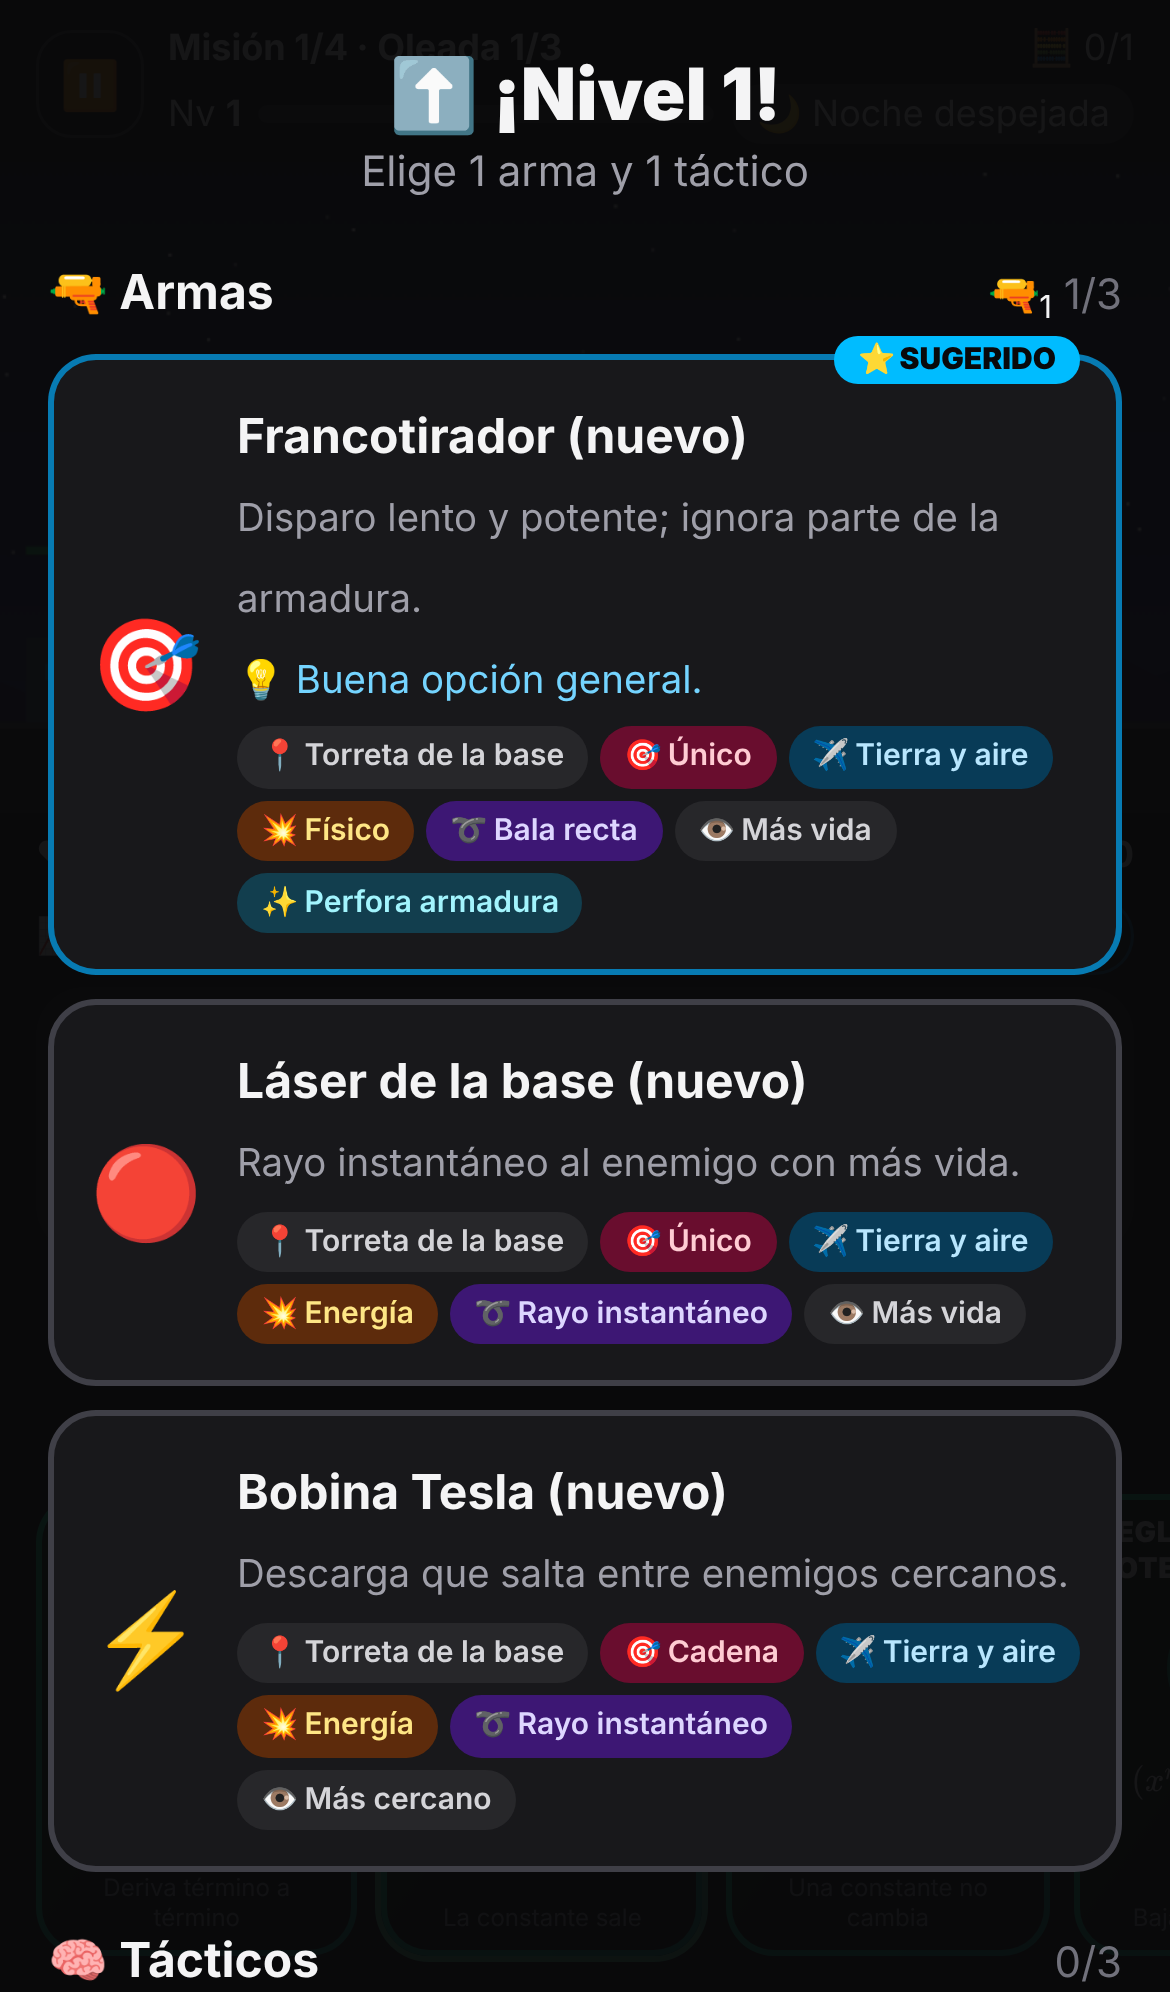 Misión 1/4 · Oleada 1/3
0/1
¡Nivel 1!
Nv 1
Noche despejada
Elige 1 arma y 1 táctico
Armas
1 1/3
SUGERIDO
Francotirador (nuevo)
Disparo lento y potente; ignora parte de la
armadura.
Buena opción general.
Torreta de la base
Único
Tierra y aire
Físico
Bala recta
Más vida
Perfora armadura
Láser de la base (nuevo)
Rayo instantáneo al enemigo con más vida.
Torreta de la base
Único
Tierra y aire
Energía
Rayo instantáneo
Más vida
Bobina Tesla (nuevo)
Descarga que salta entre enemigos cercanos.
Torreta de la base
Cadena
Tierra y aire
Energía
Rayo instantáneo
Más cercano
Deriva término a
término
La constante sale
Una constante no
cambia
Tácticos
0/3